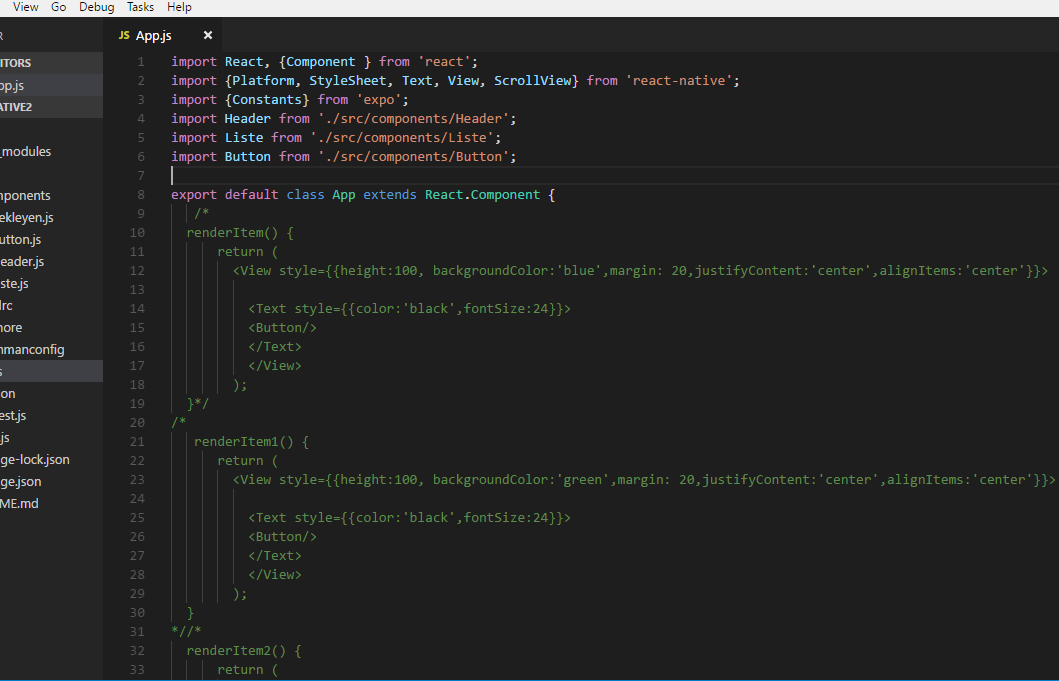 View Go Debug Tasks Help
R
JS App.js ×
ITORS
pp.js
ATIVE2
_modules
mponents
ekleyen.js
utton.js
eader.js
ste.js
lrc
nore
hmanconfig
s
on
est.js
.js
ge-lock.json
ge.json
ME.md
1 import React, {Component } from 'react';
2 import {Platform, StyleSheet, Text, View, ScrollView} from 'react-native';
3 import {Constants} from 'expo';
4 import Header from './src/components/Header';
5 import Liste from './src/components/Liste';
6 import Button from './src/components/Button';
7
8 export default class App extends React.Component {
9 /*
10 renderItem() {
11 return (
12 <View style={{height:100, backgroundColor:'blue',margin: 20,justifyContent:'center',alignItems:'center'}}>
13
14 <Text style={{color:'black',fontSize:24}}>
15 <Button/>
16 </Text>
17 </View>
18 );
19 }*/
20 /*
21 renderItem1() {
22 return (
23 <View style={{height:100, backgroundColor:'green',margin: 20,justifyContent:'center',alignItems:'center'}}>
24
25 <Text style={{color:'black',fontSize:24}}>
26 <Button/>
27 </Text>
28 </View>
29 );
30 }
31 *//*
32 renderItem2() {
33 return (